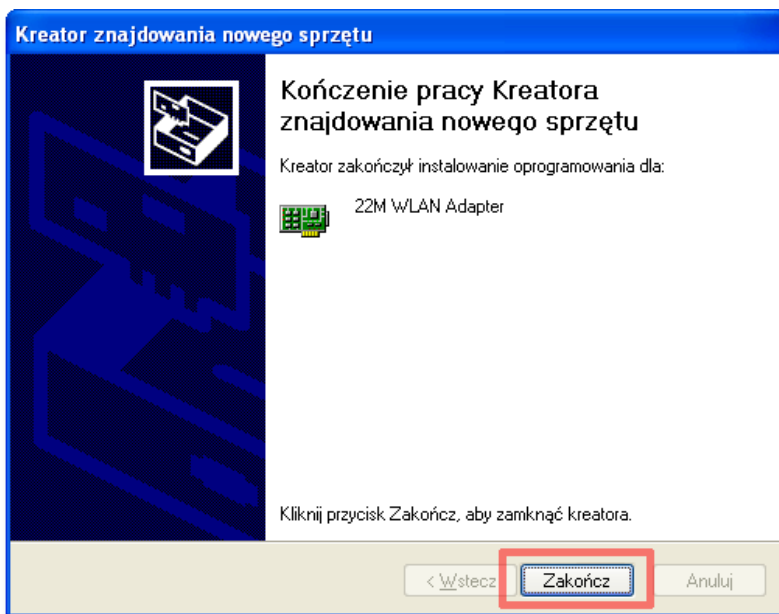 Kreator znajdowania nowego sprzętu
Kończenie pracy Kreatora
znajdowania nowego sprzętu
Kreator zakończył instalowanie oprogramowania dla:
22M WLAN Adapter
Kliknij przycisk Zakończ, aby zamknąć kreatora.
< Wstecz
Zakończ
Anuluj